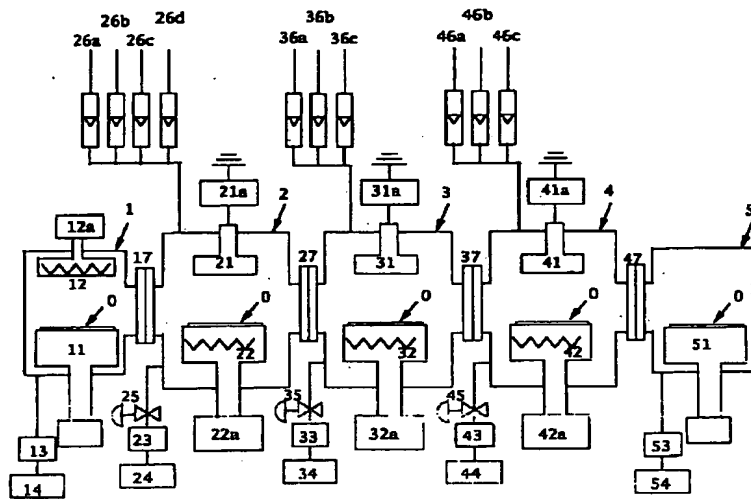 26b 26d 36b 46b
26a 26c 36a 36c 46a 46c
21a 2 31a 3 41a 4 5
12a 1 17 27 37 47
12 21 31 41
0 0 0 0 0
11 22 32 42 51
25 35 45
13 23 22a 33 32a 43 42a 53
14 24 34 44 54